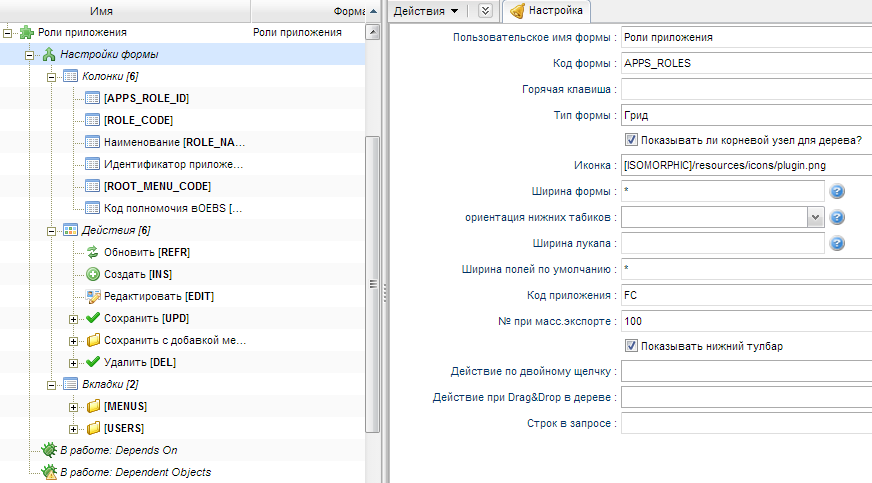 Имя
Форма
Роли приложения
Роли приложения
Настройки формы
Колонки [6]
[APPS_ROLE_ID]
[ROLE_CODE]
Наименование [ROLE_NA...
Идентификатор приложе...
[ROOT_MENU_CODE]
Код полномочия вOEBS [...
Действия [6]
Обновить [REFR]
Создать [INS]
Редактировать [EDIT]
Сохранить [UPD]
Сохранить с добавкой ме...
Удалить [DEL]
Вкладки [2]
[MENUS]
[USERS]
В работе: Depends On
В работе: Dependent Objects
Действия
Настройка
Пользовательское имя формы : Роли приложения
Код формы : APPS_ROLES
Горячая клавиша :
Тип формы : Грид
Показывать ли корневой узел для дерева?
Иконка : [ISOMORPHIC]/resources/icons/plugin.png
Ширина формы : *
ориентация нижних табиков :
Ширина лукапа :
Ширина полей по умолчанию : *
Код приложения : FC
№ при масс.экспорте : 100
Показывать нижний тулбар
Действие по двойному щелчку :
Действие при Drag&Drop в дереве :
Строк в запросе :